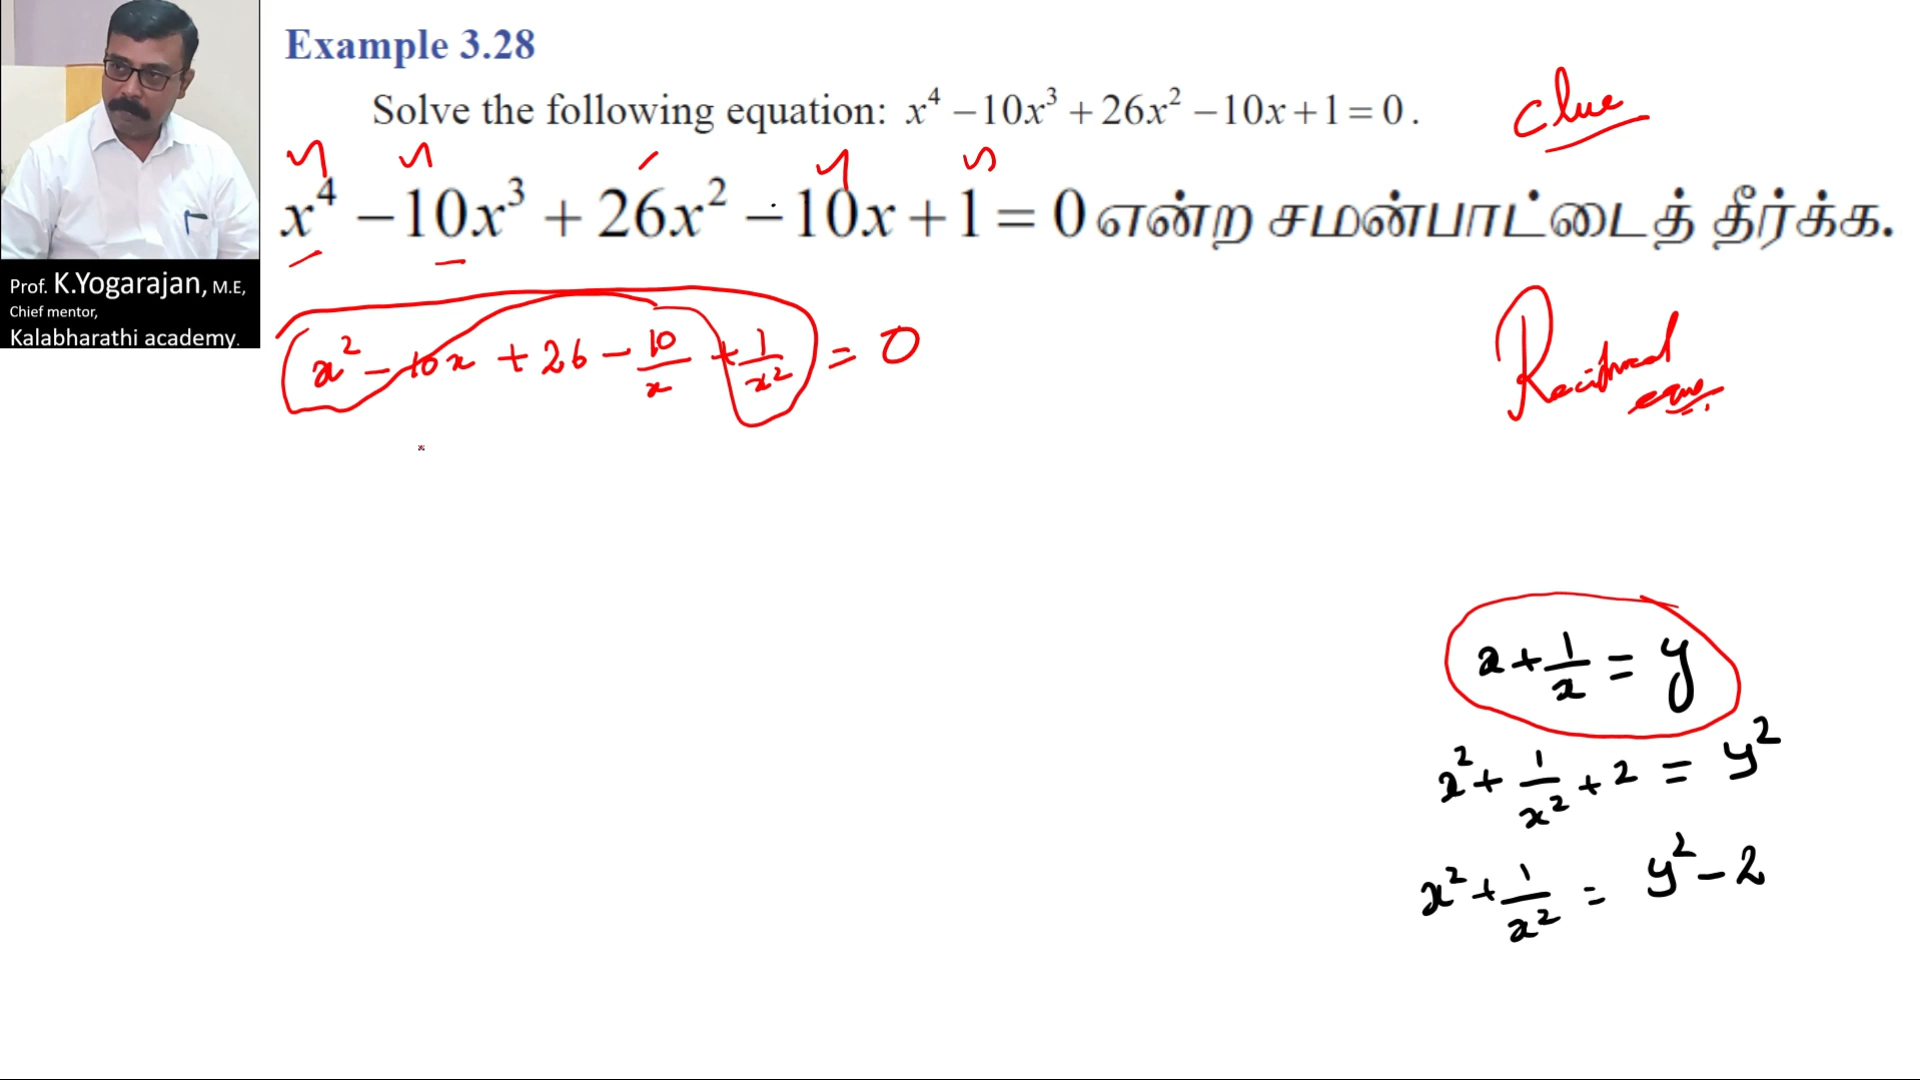 Example 3.28
Solve the following equation: x⁴ −10x³ + 26x² −10x+1=0.
clue
x⁴ −10x³ + 26x² −10x+1=0 என்ற சமன்பாட்டைத் தீர்க்க.
Prof. K.Yogarajan, M.E,
Chief mentor,
Kalabharathi academy.
x² − 10x + 26 − 10/x + 1/x² = 0
x + 1/x = y
x² + 1/x² + 2 = y²
x² + 1/x² = y² − 2